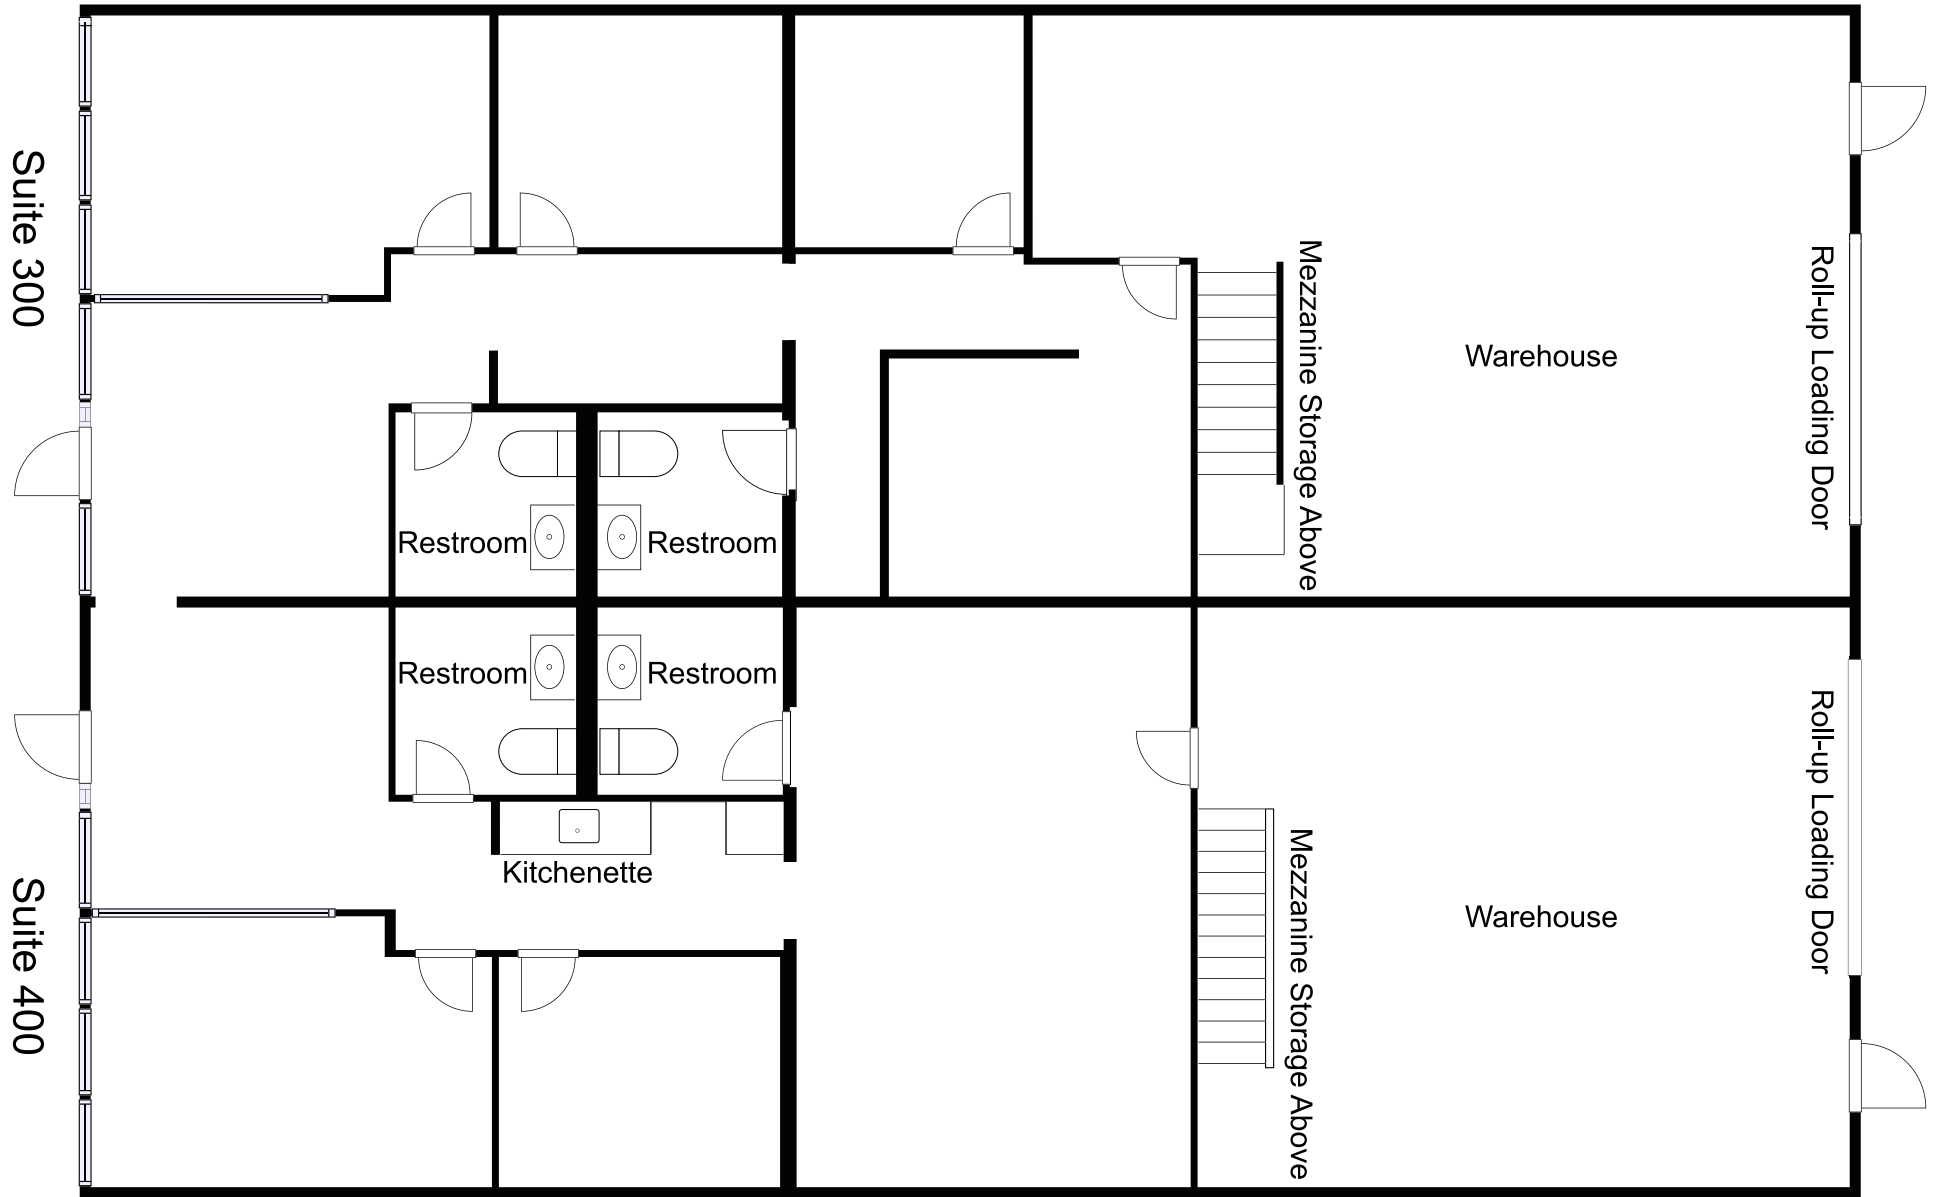 Suite 300
Mezzanine Storage Above
Warehouse
Roll-up Loading Door
Restroom
Restroom
Restroom
Restroom
Kitchenette
Suite 400
Mezzanine Storage Above
Warehouse
Roll-up Loading Door